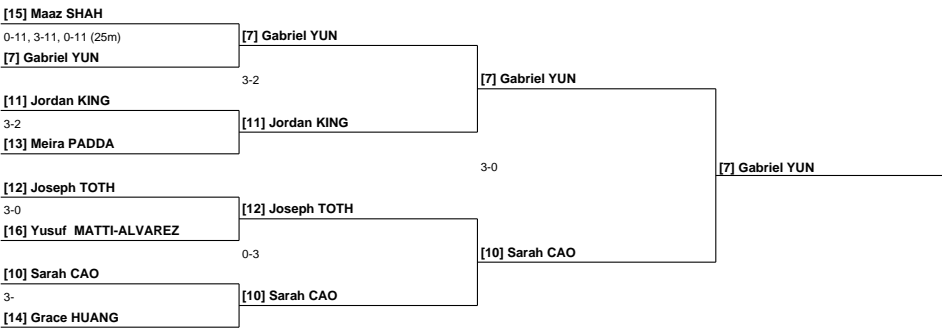 [15] Maaz SHAH
0-11, 3-11, 0-11 (25m)
[7] Gabriel YUN
[7] Gabriel YUN
3-2
[7] Gabriel YUN
[11] Jordan KING
3-2
[11] Jordan KING
[13] Meira PADDA
3-0
[7] Gabriel YUN
[12] Joseph TOTH
3-0
[12] Joseph TOTH
[16] Yusuf MATTI-ALVAREZ
0-3
[10] Sarah CAO
[10] Sarah CAO
3-
[10] Sarah CAO
[14] Grace HUANG